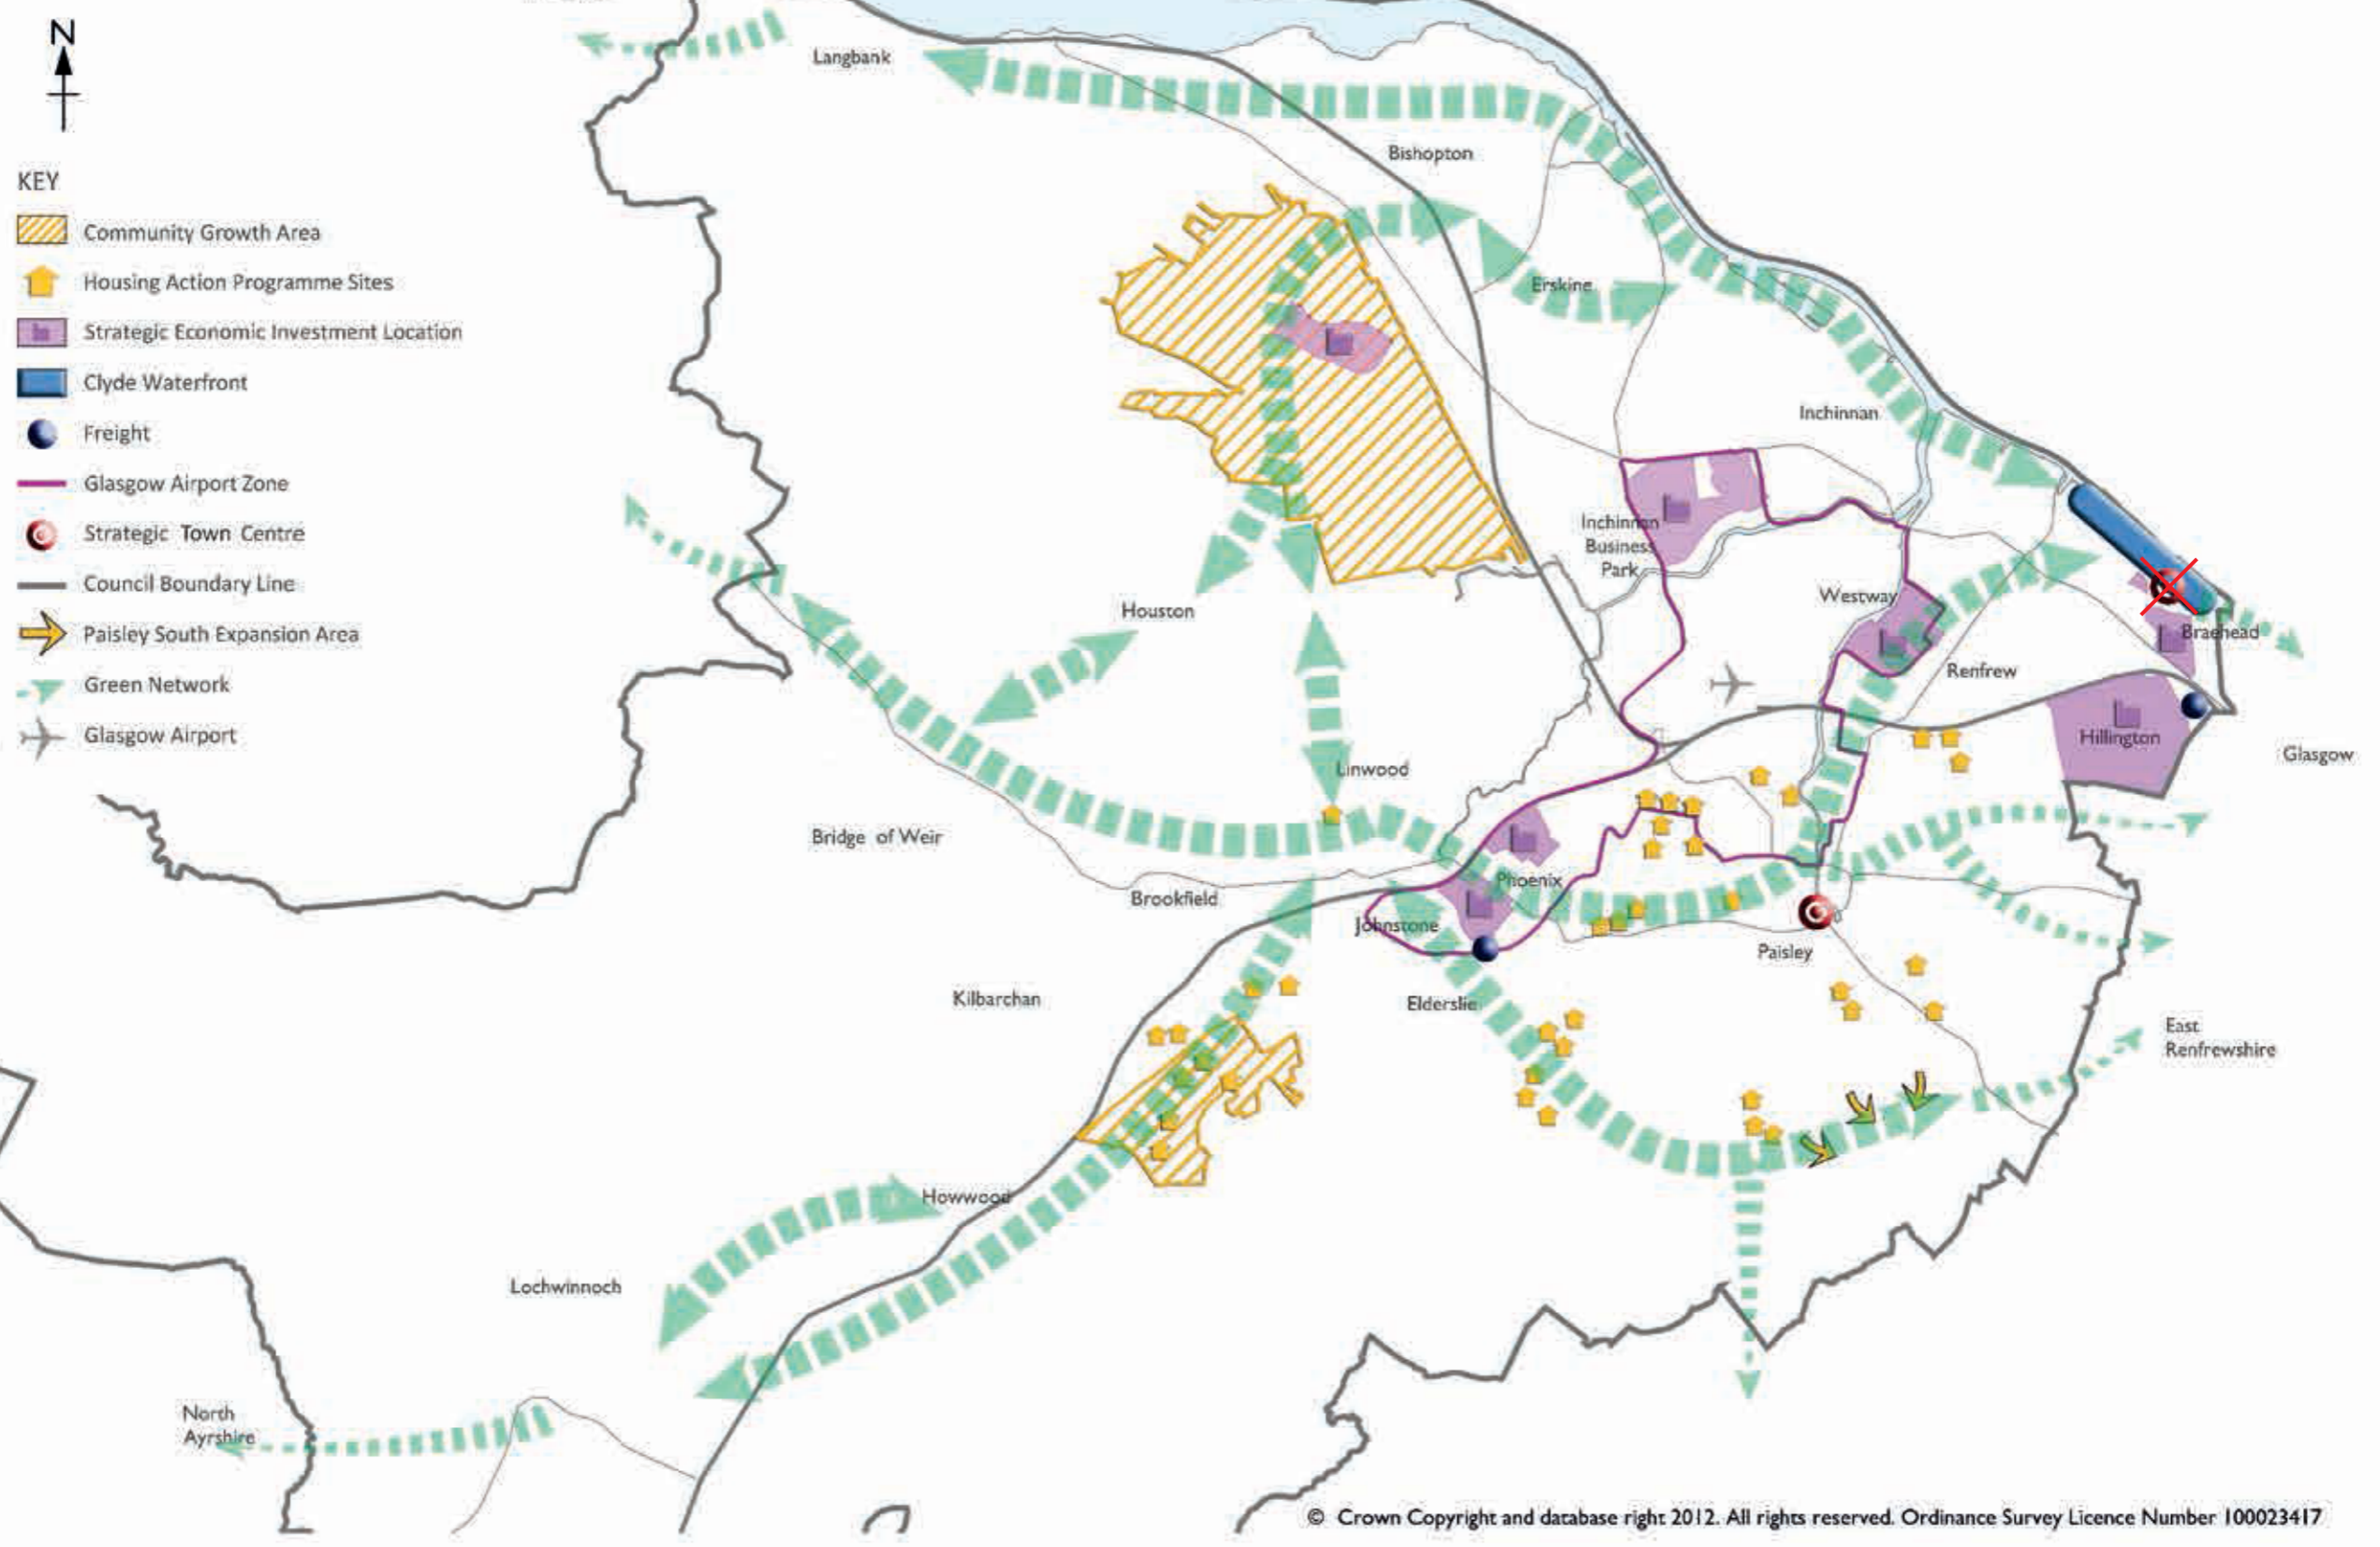 N
KEY
Community Growth Area
Housing Action Programme Sites
Strategic Economic Investment Location
Clyde Waterfront
Freight
Glasgow Airport Zone
Strategic Town Centre
Council Boundary Line
Paisley South Expansion Area
Green Network
Glasgow Airport
Langbank
Bishopton
Erskine
Inchinnan
Inchinnan
Business
Park
Westway
Houston
Braehead
Renfrew
Hillington
Glasgow
Linwood
Bridge of Weir
Phoenix
Brookfield
Johnstone
Paisley
Kilbarchan
Elderslie
East
Renfrewshire
Howwood
Lochwinnoch
North
Ayrshire
© Crown Copyright and database right 2012. All rights reserved. Ordinance Survey Licence Number 100023417